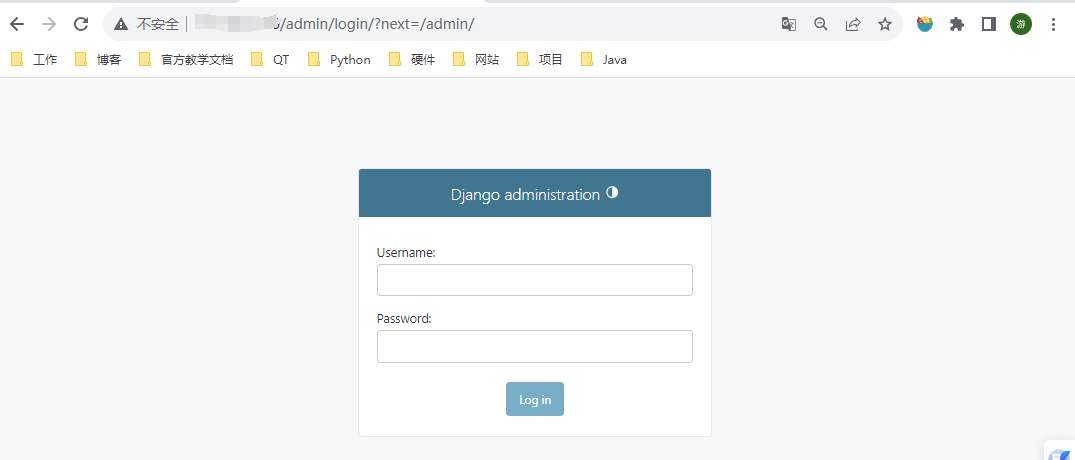 不安全 /admin/login/?next=/admin/
游
工作 博客 官方教学文档 QT Python 硬件 网站 项目 Java
Django administration
Username:
Password:
Log in